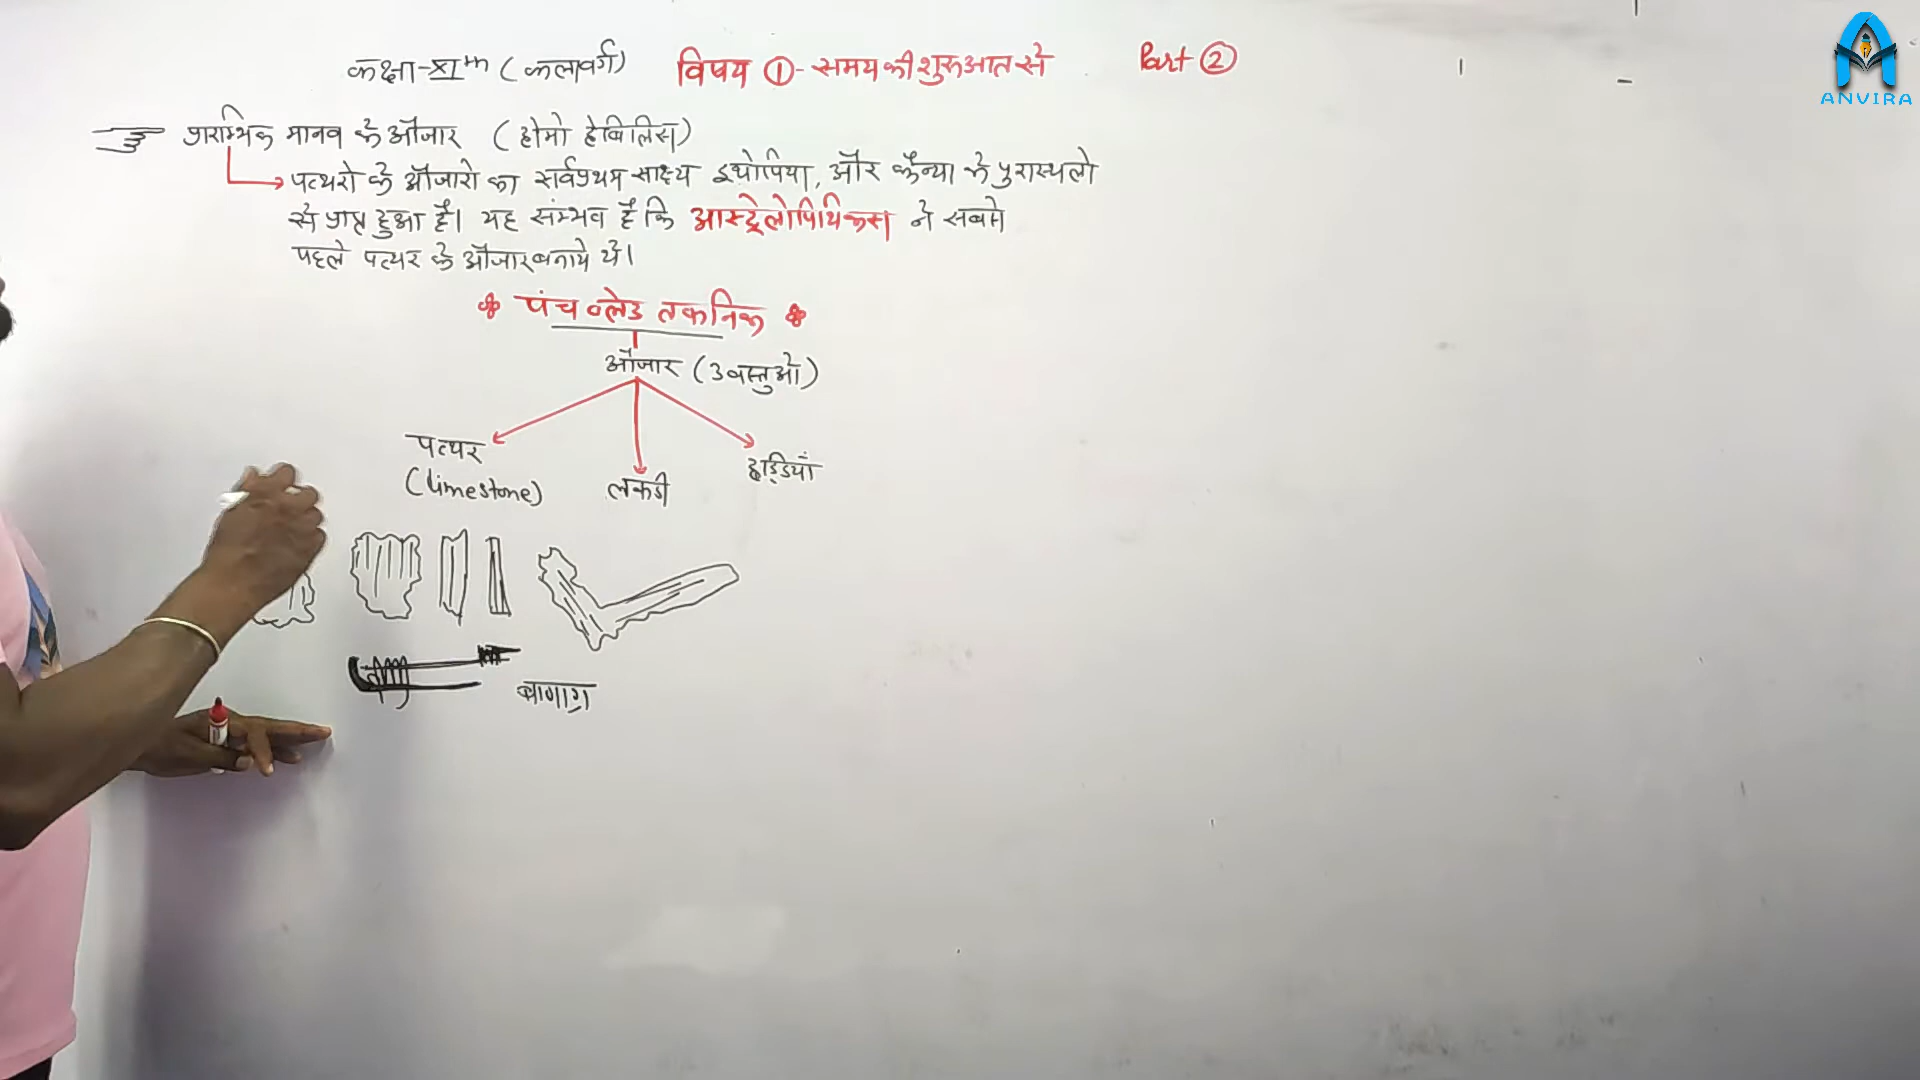 कक्षा-XIth (कलावर्ग) विषय ①- समय की शुरुआत से Part ②
ANVIRA
प्रारम्भिक मानव के औजार (होमो हेबिलिस)
पत्थरो के औजारो का सर्वप्रथम साक्ष्य इथोपिया, और कैन्या के पुरास्थलो
से प्राप्त हुआ है। यह संम्भव है कि आस्ट्रेलोपिथिकस ने सबसे
पहले पत्थर के औजार बनाये थे।
पंच ब्लेड तकनिक
औजार (3 वस्तुओ)
पत्थर
(limestone)
लकडी
हड्डियाँ
बाणाग्र